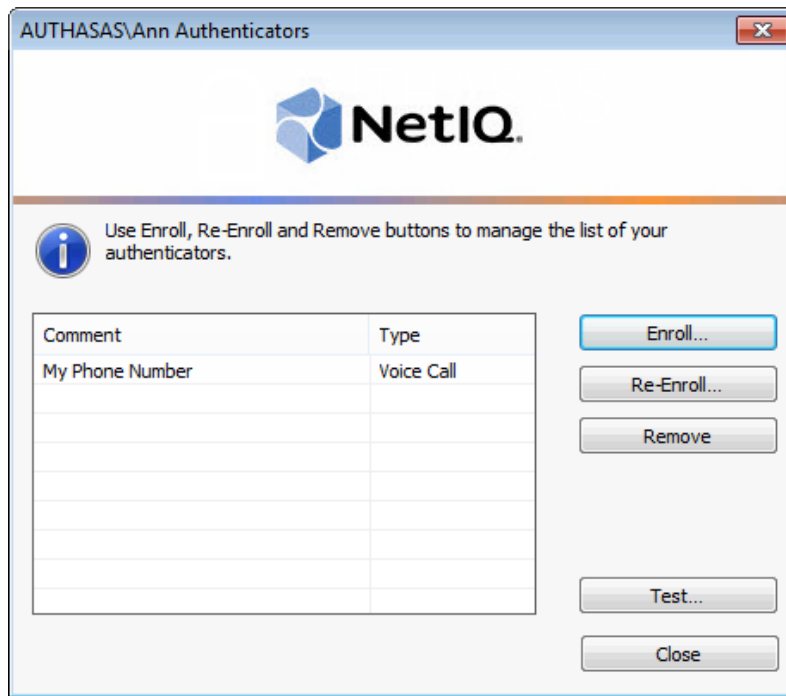 AUTHASAS\Ann Authenticators
NetIQ.
Use Enroll, Re-Enroll and Remove buttons to manage the list of your
authenticators.
Comment Type
My Phone Number Voice Call
Enroll...
Re-Enroll...
Remove
Test...
Close